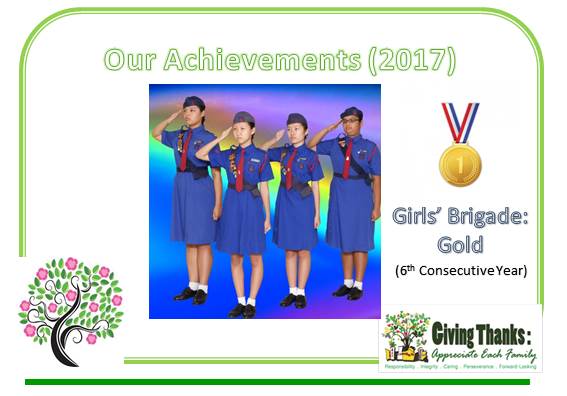 Our Achievements (2017)
1
Girls' Brigade:
Gold
(6th Consecutive Year)
Giving Thanks:
Appreciate Each Family
Responsibility . Integrity . Caring . Perseverance . Forward Looking